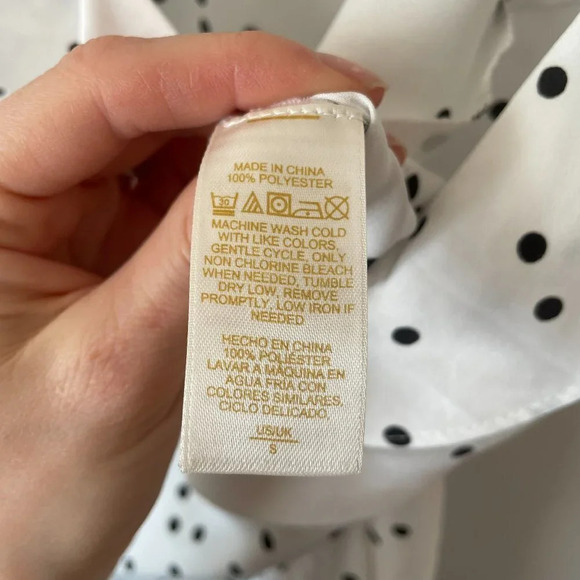 MADE IN CHINA
100% POLYESTER
30
MACHINE WASH COLD
WITH LIKE COLORS,
GENTLE CYCLE, ONLY
NON CHLORINE BLEACH
WHEN NEEDED, TUMBLE
DRY LOW, REMOVE
PROMPTLY, LOW IRON IF
NEEDED
HECHO EN CHINA
100% POLIÉSTER
LAVAR A MÁQUINA EN
AGUA FRÍA CON
COLORES SIMILARES,
CICLO DELICADO,
US/UK
S